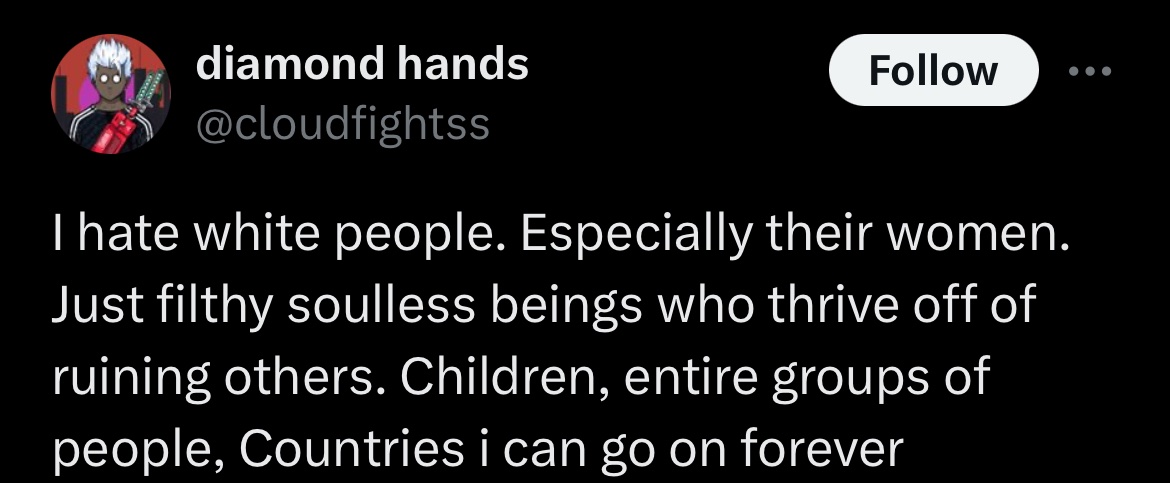 diamond hands
Follow
@cloudfightss
I hate white people. Especially their women.
Just filthy soulless beings who thrive off of
ruining others. Children, entire groups of
people, Countries i can go on forever